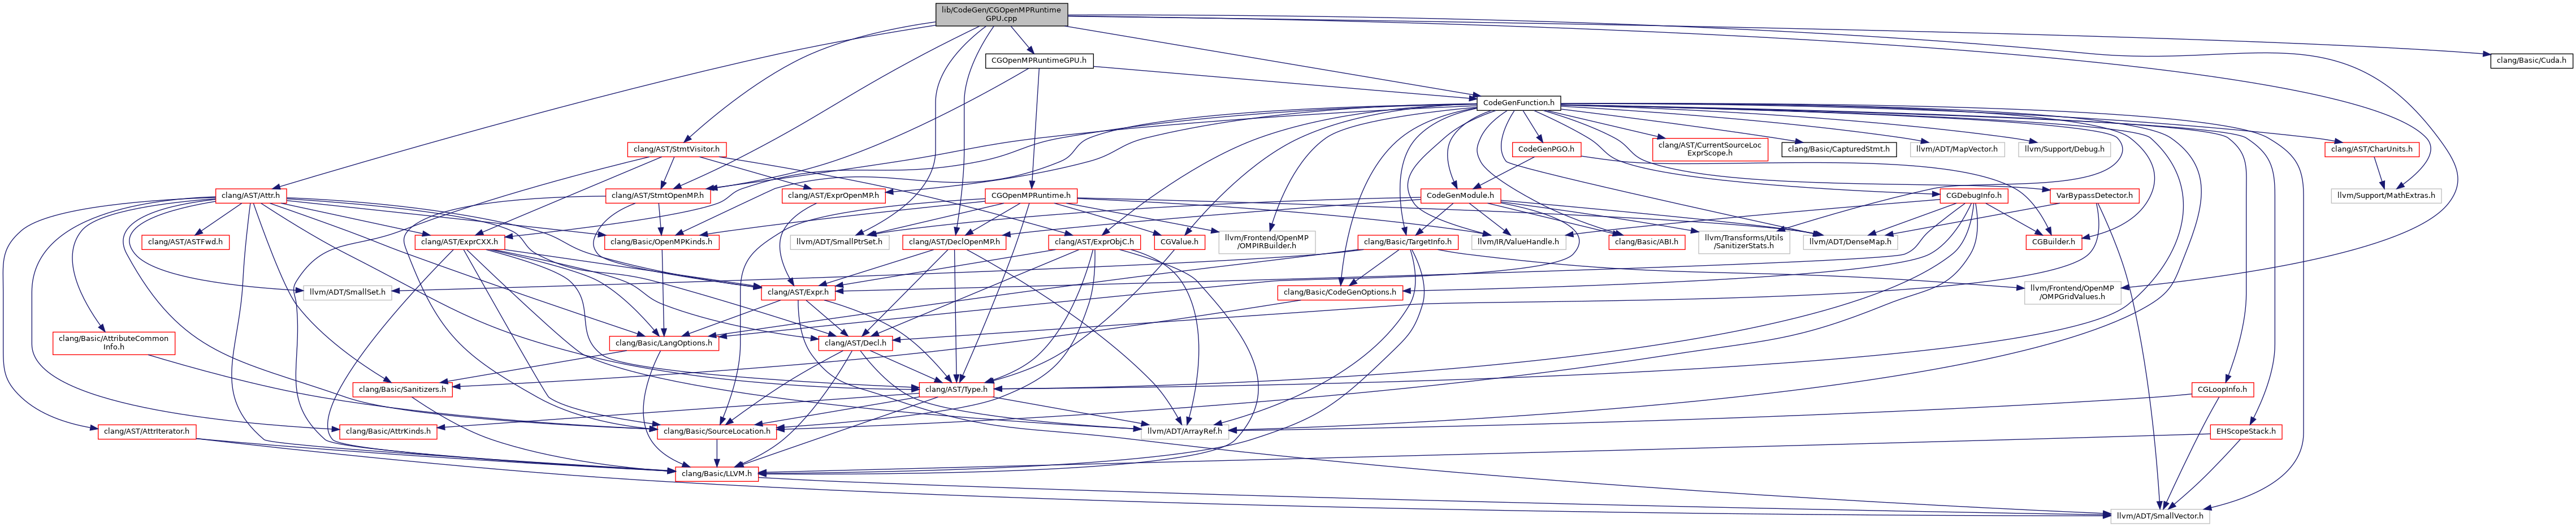 lib/CodeGen/CGOpenMPRuntime
GPU.cpp
CGOpenMPRuntimeGPU.h
clang/Basic/Cuda.h
CodeGenFunction.h
clang/AST/StmtVisitor.h
CodeGenPGO.h
clang/AST/CurrentSourceLoc
ExprScope.h
clang/Basic/CapturedStmt.h
llvm/ADT/MapVector.h
llvm/Support/Debug.h
clang/AST/CharUnits.h
clang/AST/Attr.h
clang/AST/StmtOpenMP.h
clang/AST/ExprOpenMP.h
CGOpenMPRuntime.h
CodeGenModule.h
CGDebugInfo.h
VarBypassDetector.h
llvm/Support/MathExtras.h
clang/AST/ASTFwd.h
clang/AST/ExprCXX.h
clang/Basic/OpenMPKinds.h
llvm/ADT/SmallPtrSet.h
clang/AST/DeclOpenMP.h
clang/AST/ExprObjC.h
CGValue.h
llvm/Frontend/OpenMP
/OMPIRBuilder.h
clang/Basic/TargetInfo.h
llvm/IR/ValueHandle.h
clang/Basic/ABI.h
llvm/Transforms/Utils
/SanitizerStats.h
llvm/ADT/DenseMap.h
CGBuilder.h
llvm/ADT/SmallSet.h
clang/AST/Expr.h
clang/Basic/CodeGenOptions.h
llvm/Frontend/OpenMP
/OMPGridValues.h
clang/Basic/AttributeCommon
Info.h
clang/Basic/LangOptions.h
clang/AST/Decl.h
clang/Basic/Sanitizers.h
clang/AST/Type.h
CGLoopInfo.h
clang/AST/AttrIterator.h
clang/Basic/AttrKinds.h
clang/Basic/SourceLocation.h
llvm/ADT/ArrayRef.h
EHScopeStack.h
clang/Basic/LLVM.h
llvm/ADT/SmallVector.h